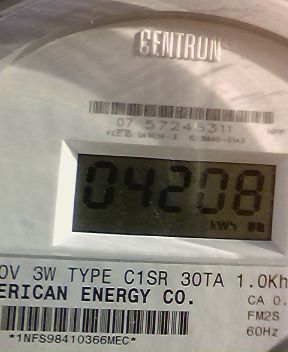 CENTRON
07 57245311
04208
kWh
0V 3W TYPE C1SR 30TA 1.0Kh
ERICAN ENERGY CO.
CA 0.
FM2S
*1NFS98410366MEC*
60Hz